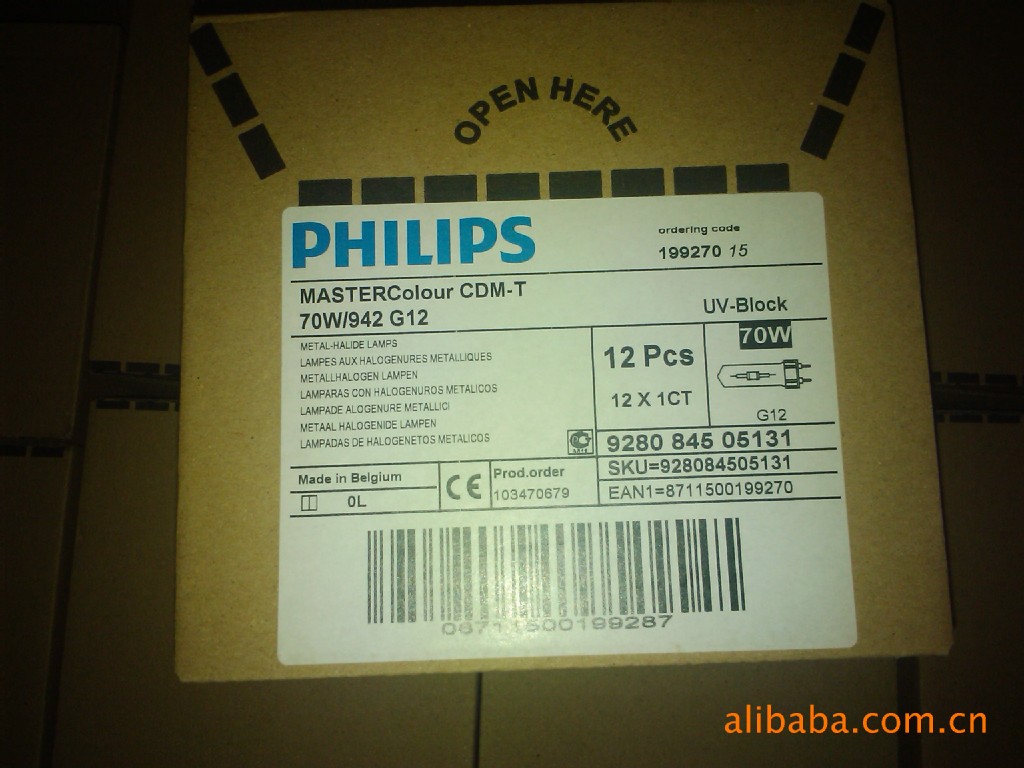 OPEN HERE
PHILIPS
ordering code
199270 15
MASTERColour CDM-T
70W/942 G12
UV-Block
70W
METAL-HALIDE LAMPS
LAMPES AUX HALOGENURES METALLIQUES
METALLHALOGEN LAMPEN
LAMPARAS CON HALOGENUROS METALICOS
LAMPADE ALOGENURE METALLICI
METAAL HALOGENIDE LAMPEN
LAMPADAS DE HALOGENETOS METALICOS
12 Pcs
12 X 1CT
G12
9280 845 05131
SKU=928084505131
EAN1=8711500199270
Made in Belgium
0L
CE
Prod.order
103470679
08711500199287
alibaba.com.cn